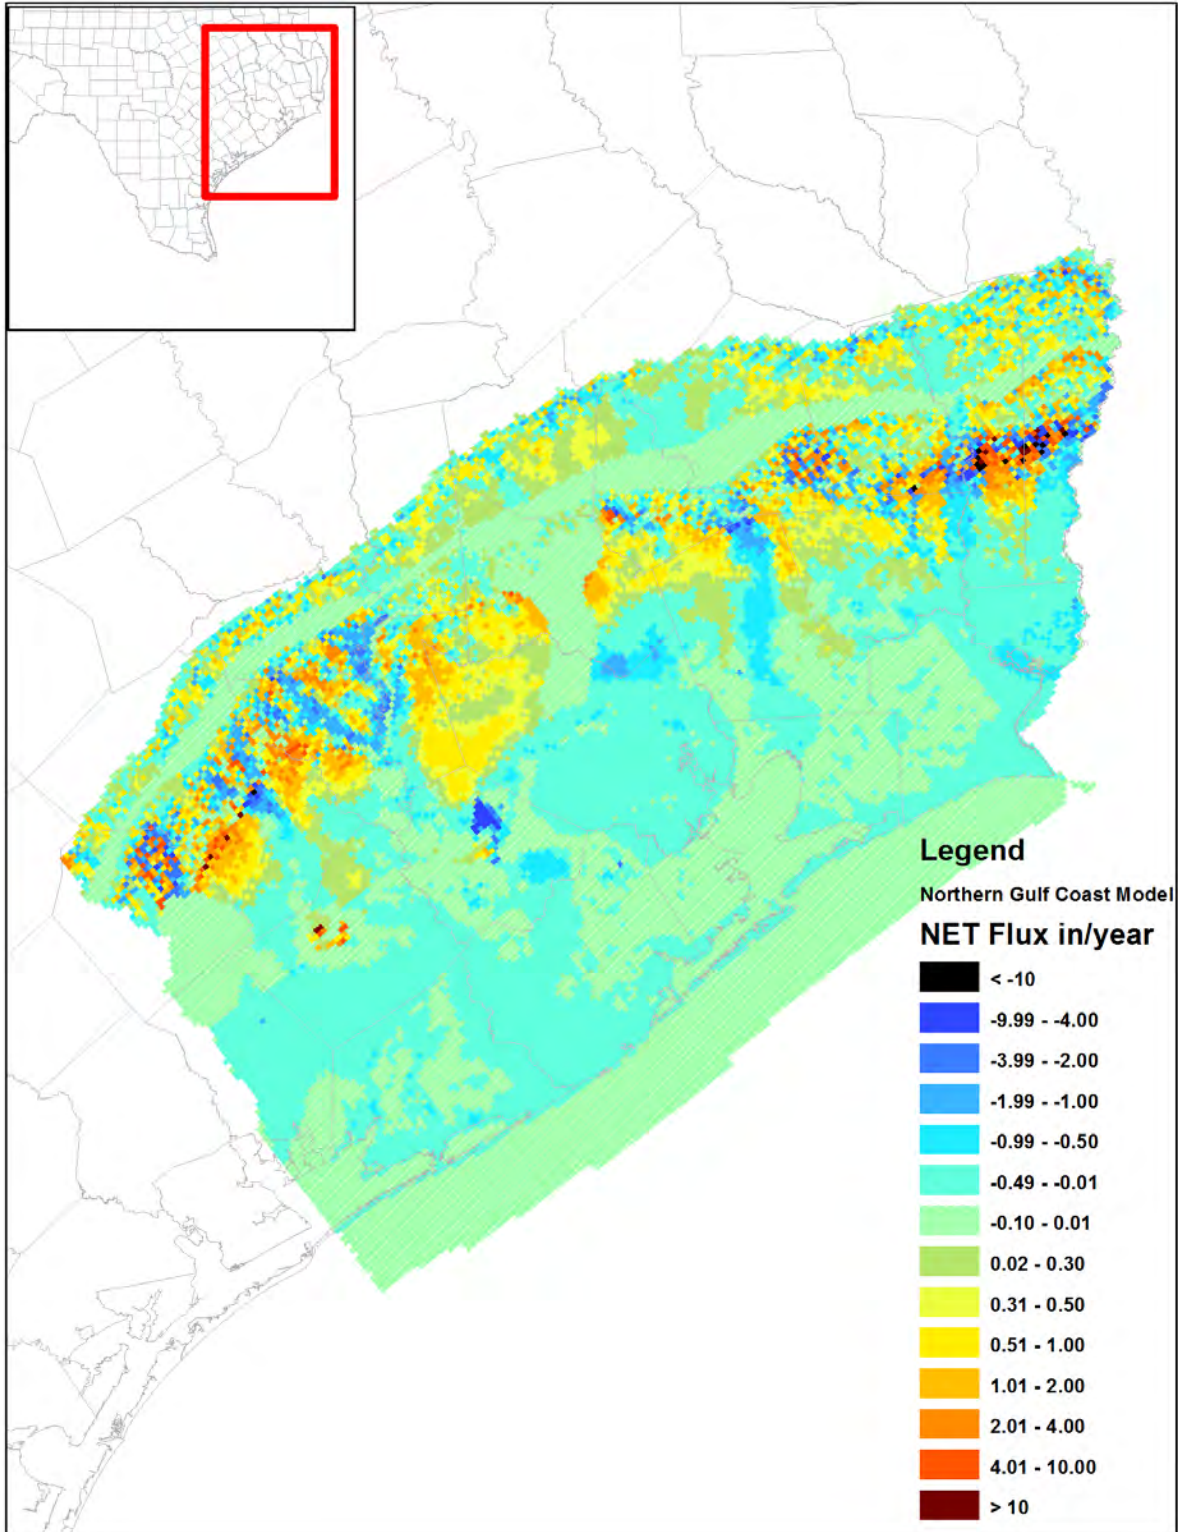 Legend
Northern Gulf Coast Model
NET Flux in/year
< -10
-9.99 - -4.00
-3.99 - -2.00
-1.99 - -1.00
-0.99 - -0.50
-0.49 - -0.01
-0.10 - 0.01
0.02 - 0.30
0.31 - 0.50
0.51 - 1.00
1.01 - 2.00
2.01 - 4.00
4.01 - 10.00
> 10